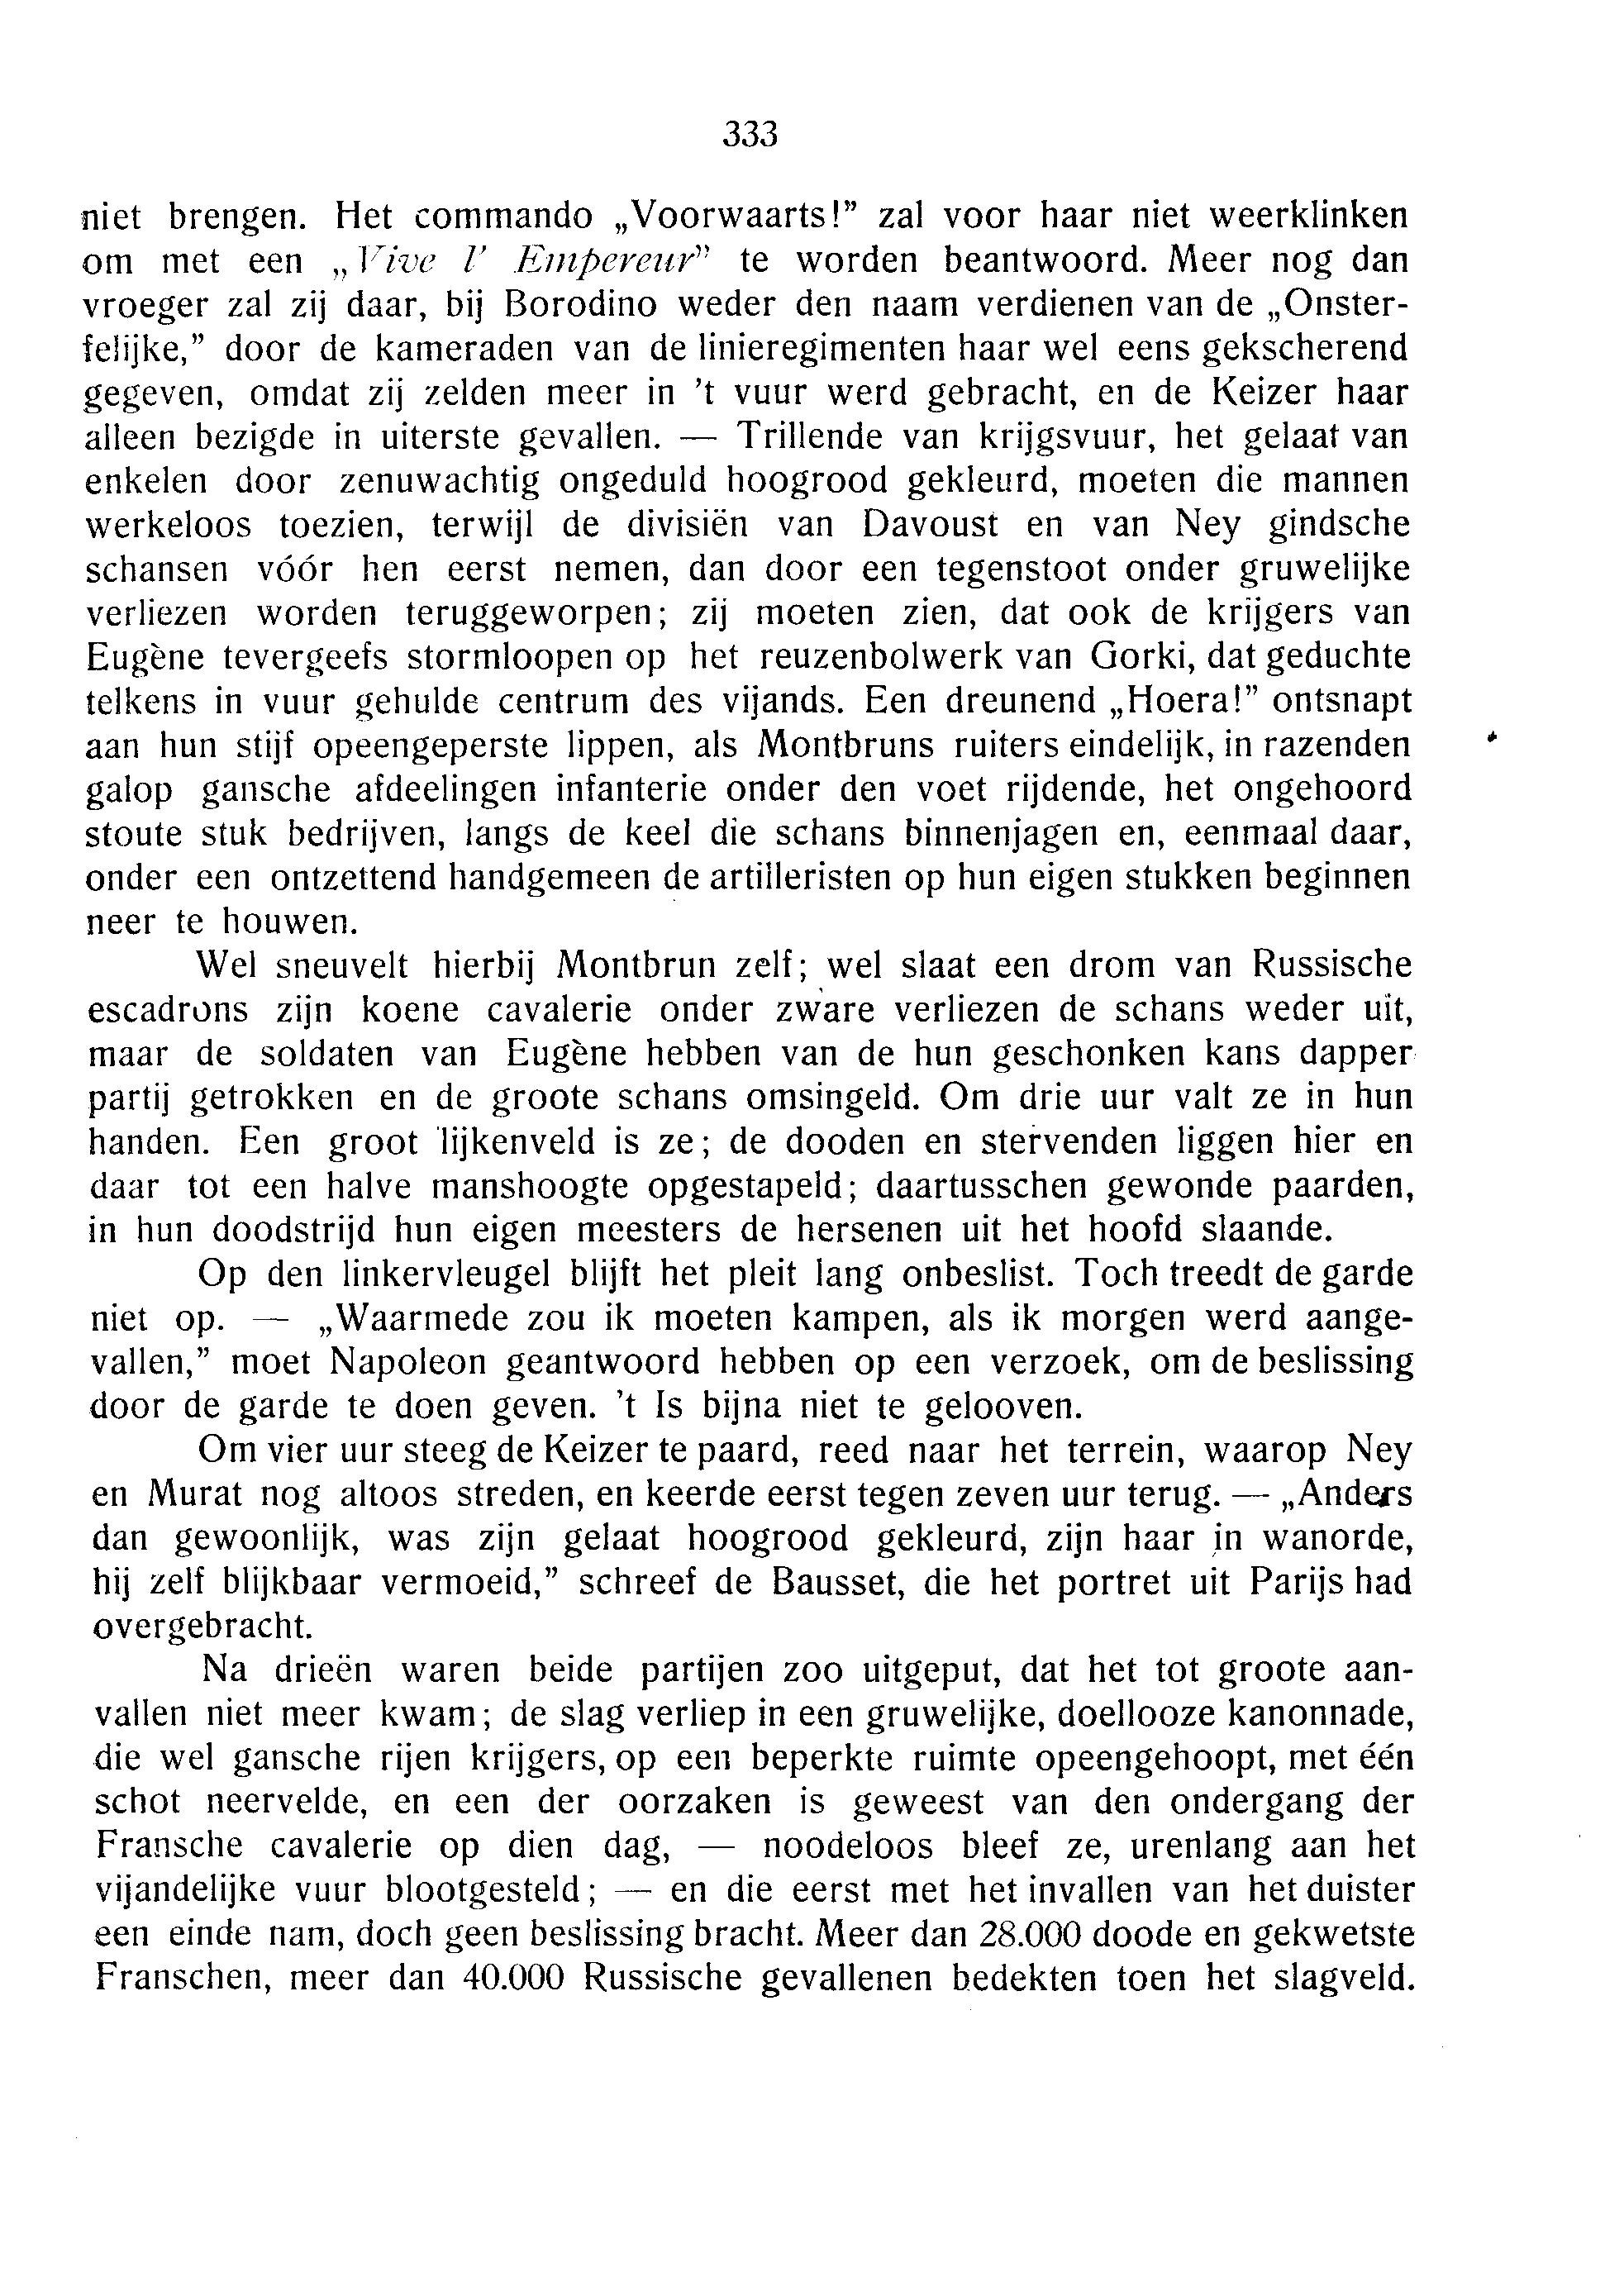 333
niet brengen. Het commando „Voorwaarts!” zal voor haar niet weerklinken
om met een „Vive l' Empereur” te worden beantwoord. Meer nog dan
vroeger zal zij daar, bij Borodino weder den naam verdienen van de „Onster-
felijke,” door de kameraden van de linieregimenten haar wel eens gekscherend
gegeven, omdat zij zelden meer in 't vuur werd gebracht, en de Keizer haar
alleen bezigde in uiterste gevallen. — Trillende van krijgsvuur, het gelaat van
enkelen door zenuwachtig ongeduld hoogrood gekleurd, moeten die mannen
werkeloos toezien, terwijl de divisiën van Davoust en van Ney gindsche
schansen vóór hen eerst nemen, dan door een tegenstoot onder gruwelijke
verliezen worden teruggeworpen; zij moeten zien, dat ook de krijgers van
Eugène tevergeefs stormloopen op het reuzenbolwerk van Gorki, dat geduchte
telkens in vuur gehulde centrum des vijands. Een dreunend „Hoera!” ontsnapt
aan hun stijf opeengeperste lippen, als Montbruns ruiters eindelijk, in razenden
galop gansche afdeelingen infanterie onder den voet rijdende, het ongehoord
stoute stuk bedrijven, langs de keel die schans binnenjagen en, eenmaal daar,
onder een ontzettend handgemeen de artilleristen op hun eigen stukken beginnen
neer te houwen.
Wel sneuvelt hierbij Montbrun zelf; wel slaat een drom van Russische
escadrons zijn koene cavalerie onder zware verliezen de schans weder uit,
maar de soldaten van Eugène hebben van de hun geschonken kans dapper
partij getrokken en de groote schans omsingeld. Om drie uur valt ze in hun
handen. Een groot lijkenveld is ze; de dooden en stervenden liggen hier en
daar tot een halve manshoogte opgestapeld; daartusschen gewonde paarden,
in hun doodstrijd hun eigen meesters de hersenen uit het hoofd slaande.
Op den linkervleugel blijft het pleit lang onbeslist. Toch treedt de garde
niet op. — „Waarmede zou ik moeten kampen, als ik morgen werd aange-
vallen,” moet Napoleon geantwoord hebben op een verzoek, om de beslissing
door de garde te doen geven. 't Is bijna niet te gelooven.
Om vier uur steeg de Keizer te paard, reed naar het terrein, waarop Ney
en Murat nog altoos streden, en keerde eerst tegen zeven uur terug. — „Anders
dan gewoonlijk, was zijn gelaat hoogrood gekleurd, zijn haar in wanorde,
hij zelf blijkbaar vermoeid,” schreef de Bausset, die het portret uit Parijs had
overgebracht.
Na drieën waren beide partijen zoo uitgeput, dat het tot groote aan-
vallen niet meer kwam; de slag verliep in een gruwelijke, doellooze kanonnade,
die wel gansche rijen krijgers, op een beperkte ruimte opeengehoopt, met één
schot neervelde, en een der oorzaken is geweest van den ondergang der
Fransche cavalerie op dien dag, — noodeloos bleef ze, urenlang aan het
vijandelijke vuur blootgesteld; — en die eerst met het invallen van het duister
een einde nam, doch geen beslissing bracht. Meer dan 28.000 doode en gekwetste
Franschen, meer dan 40.000 Russische gevallenen bedekten toen het slagveld.